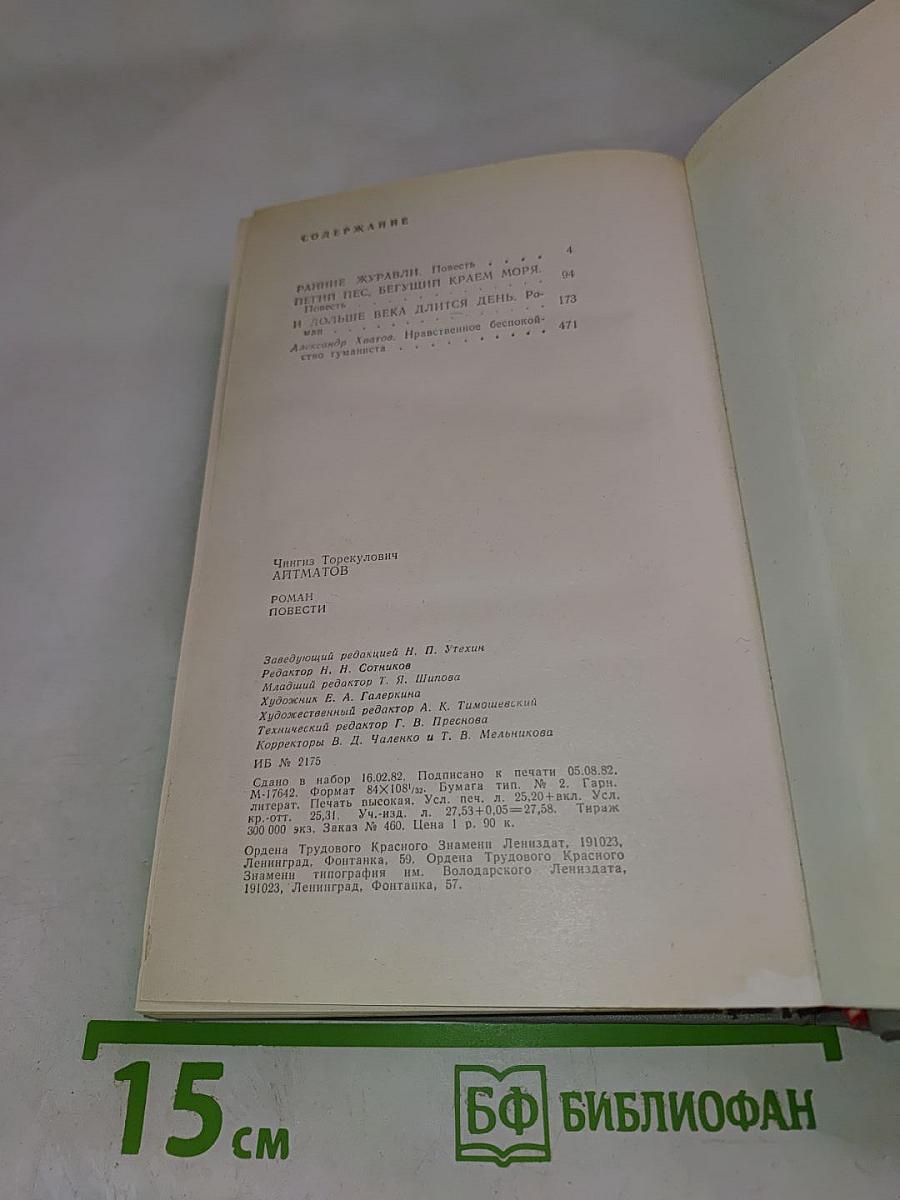 СОДЕРЖАНИЕ
РАННИЕ ЖУРАВЛИ. Повесть . . . . 4
ПЕГИЙ ПЕС, БЕГУЩИЙ КРАЕМ МОРЯ.
Повесть . . . . . . . . . . . . 94
И ДОЛЬШЕ ВЕКА ДЛИТСЯ ДЕНЬ. Ро-
ман . . . . . . . . . . . . . 173
Александр Хватов. Нравственное беспокой-
ство гуманиста . . . . . . . . . . 471
Чингиз Торекулович
АЙТМАТОВ
РОМАН
ПОВЕСТИ
Заведующий редакцией Н. П. Утехин
Редактор Н. Н. Сотников
Младший редактор Т. Я. Шипова
Художник Е. А. Галеркина
Художественный редактор А. К. Тимошевский
Технический редактор Г. В. Преснова
Корректоры В. Д. Чаленко и Т. В. Мельникова
ИБ № 2175
Сдано в набор 16.02.82. Подписано к печати 05.08.82.
М-17642. Формат 84×108¹/₃₂. Бумага тип. № 2. Гарн.
литерат. Печать высокая. Усл. печ. л. 25,20+вкл. Усл.
кр.-отт. 25,31. Уч.-изд. л. 27,53+0,05=27,58. Тираж
300 000 экз. Заказ № 460. Цена 1 р. 90 к.
Ордена Трудового Красного Знамени Лениздат, 191023,
Ленинград, Фонтанка, 59. Ордена Трудового Красного
Знамени типография им. Володарского Лениздата,
191023, Ленинград, Фонтанка, 57.
15 см
БФ БИБЛИОФАН